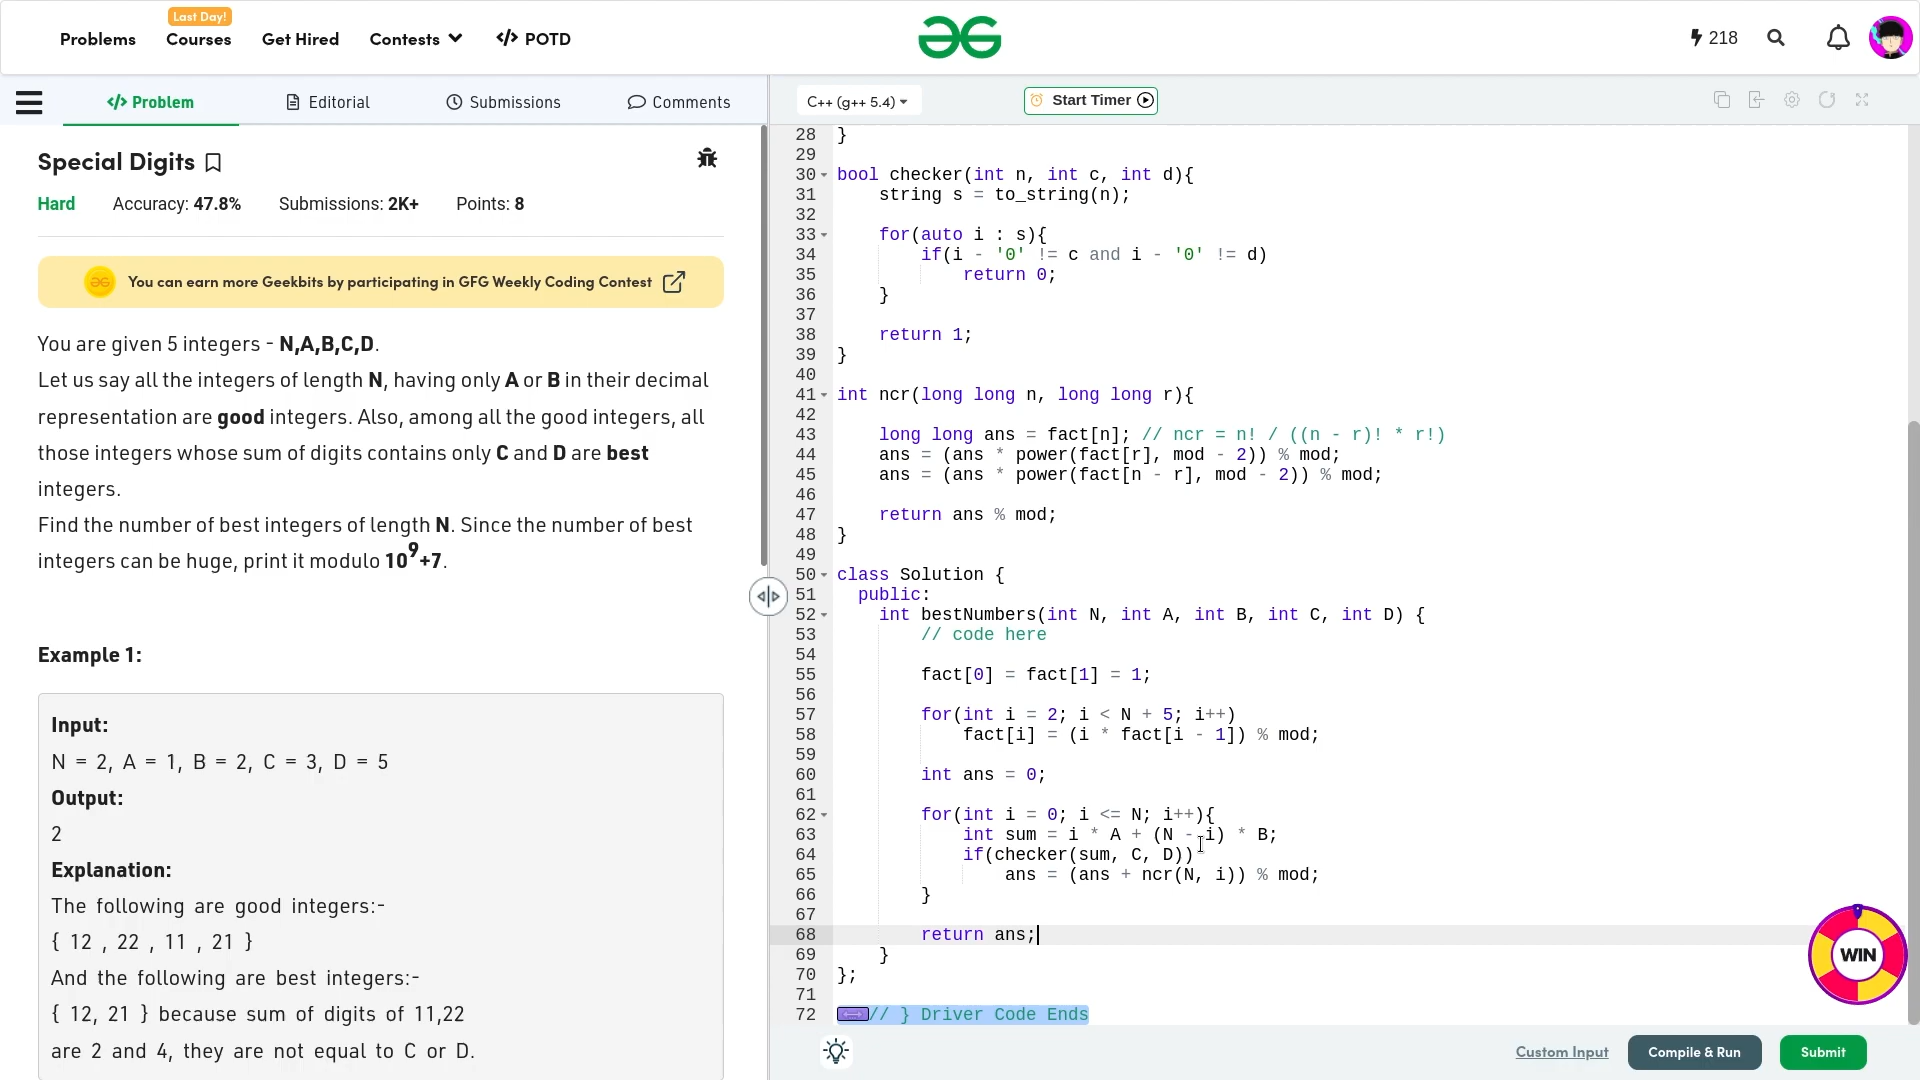 Last Day!
Problems Courses Get Hired Contests </> POTD
218
</> Problem Editorial Submissions Comments
C++ (g++ 5.4) Start Timer
Special Digits
Hard Accuracy: 47.8% Submissions: 2K+ Points: 8
You can earn more Geekbits by participating in GFG Weekly Coding Contest
You are given 5 integers - N,A,B,C,D.
Let us say all the integers of length N, having only A or B in their decimal
representation are good integers. Also, among all the good integers, all
those integers whose sum of digits contains only C and D are best
integers.
Find the number of best integers of length N. Since the number of best
integers can be huge, print it modulo 10^9+7.
Example 1:
Input:
N = 2, A = 1, B = 2, C = 3, D = 5
Output:
2
Explanation:
The following are good integers:-
{ 12 , 22 , 11 , 21 }
And the following are best integers:-
{ 12, 21 } because sum of digits of 11,22
are 2 and 4, they are not equal to C or D.
28 }
29
30 bool checker(int n, int c, int d){
31     string s = to_string(n);
32
33     for(auto i : s){
34         if(i - '0' != c and i - '0' != d)
35             return 0;
36     }
37
38     return 1;
39 }
40
41 int ncr(long long n, long long r){
42
43     long long ans = fact[n]; // ncr = n! / ((n - r)! * r!)
44     ans = (ans * power(fact[r], mod - 2)) % mod;
45     ans = (ans * power(fact[n - r], mod - 2)) % mod;
46
47     return ans % mod;
48 }
49
50 class Solution {
51   public:
52     int bestNumbers(int N, int A, int B, int C, int D) {
53         // code here
54
55         fact[0] = fact[1] = 1;
56
57         for(int i = 2; i < N + 5; i++)
58             fact[i] = (i * fact[i - 1]) % mod;
59
60         int ans = 0;
61
62         for(int i = 0; i <= N; i++){
63             int sum = i * A + (N - i) * B;
64             if(checker(sum, C, D))
65                 ans = (ans + ncr(N, i)) % mod;
66         }
67
68         return ans;
69     }
70 };
71
72 // } Driver Code Ends
WIN
Custom Input Compile & Run Submit